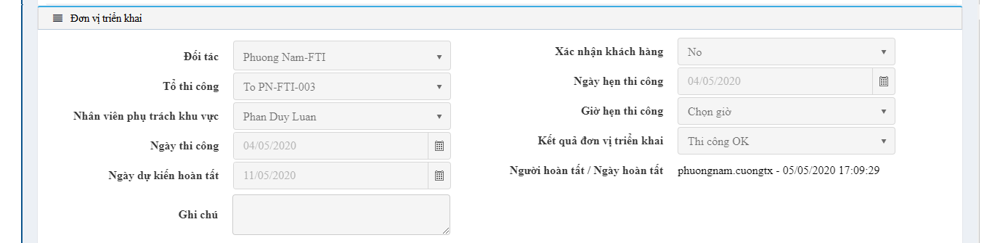 Đơn vị triển khai
Đối tác Phuong Nam-FTI
Tổ thi công To PN-FTI-003
Nhân viên phụ trách khu vực Phan Duy Luan
Ngày thi công 04/05/2020
Ngày dự kiến hoàn tất 11/05/2020
Ghi chú
Xác nhận khách hàng No
Ngày hẹn thi công 04/05/2020
Giờ hẹn thi công Chọn giờ
Kết quả đơn vị triển khai Thi công OK
Người hoàn tất / Ngày hoàn tất phuongnam.cuongtx - 05/05/2020 17:09:29